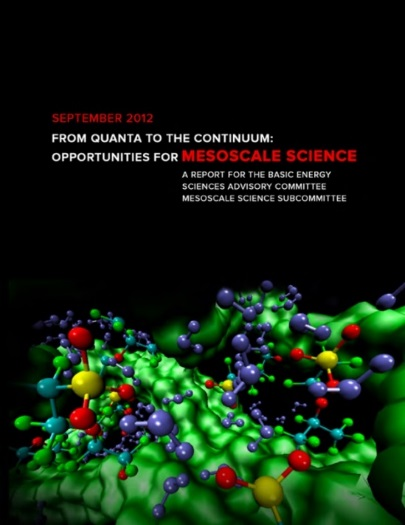 SEPTEMBER 2012
FROM QUANTA TO THE CONTINUUM:
OPPORTUNITIES FOR MESOSCALE SCIENCE
A REPORT FOR THE BASIC ENERGY
SCIENCES ADVISORY COMMITTEE
MESOSCALE SCIENCE SUBCOMMITTEE